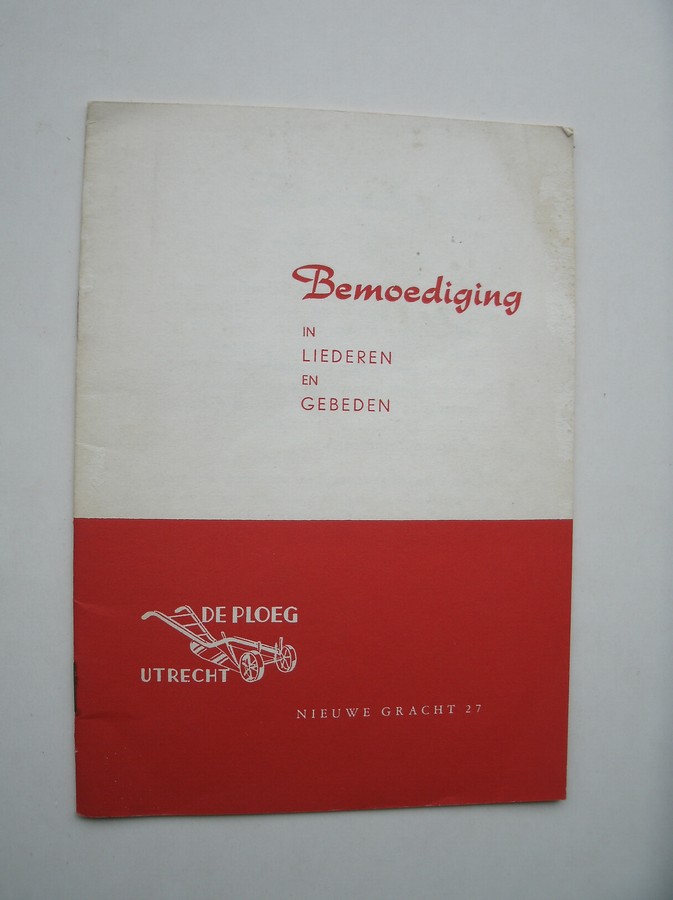 Bemoediging
IN
LIEDEREN
EN
GEBEDEN
DE PLOEG
UTRECHT
NIEUWE GRACHT 27